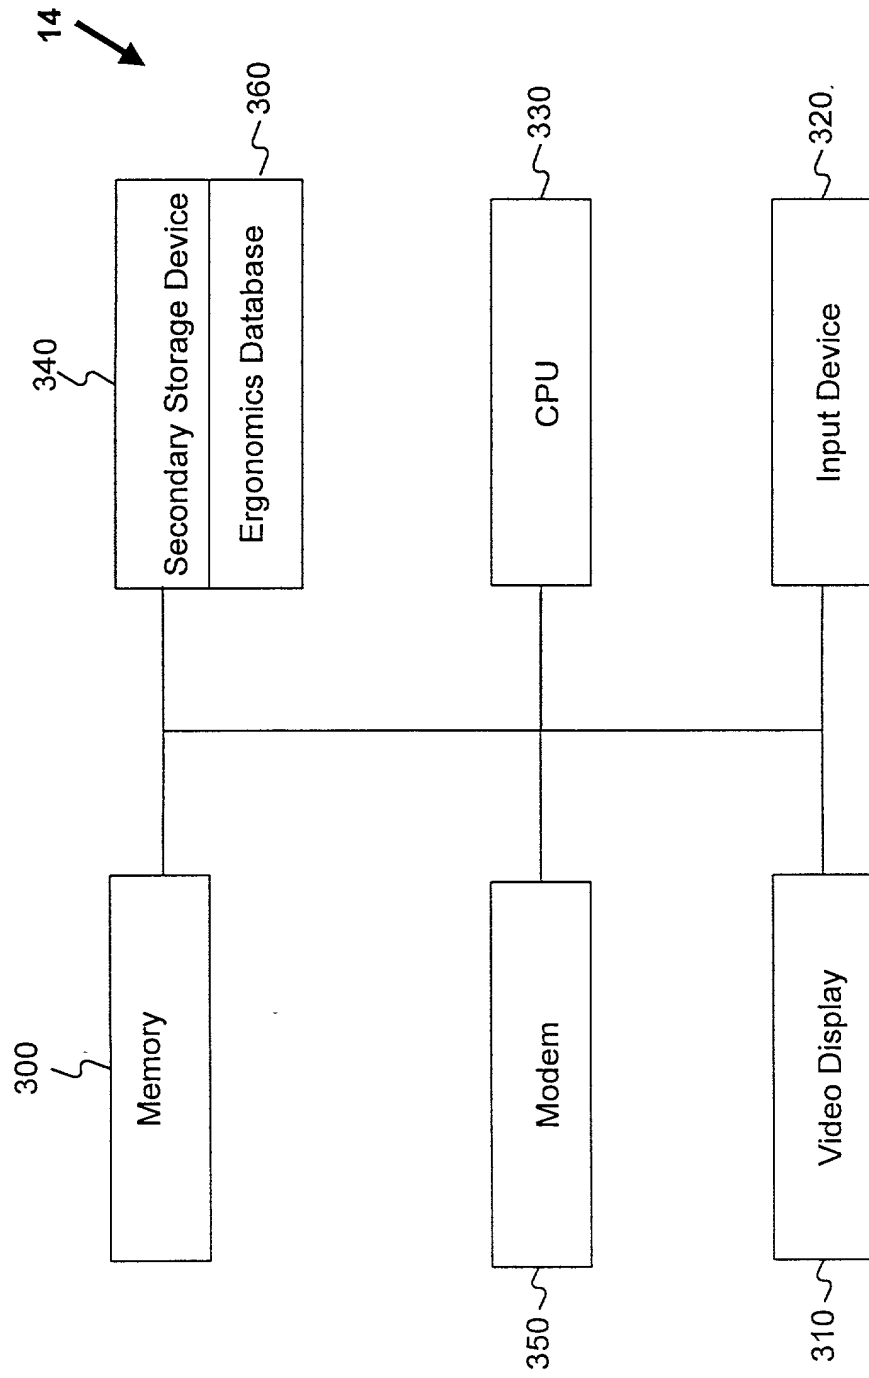 14
300
340
Memory
Secondary Storage Device
Ergonomics Database
360
350
Modem
CPU
330
310
Video Display
Input Device
320.